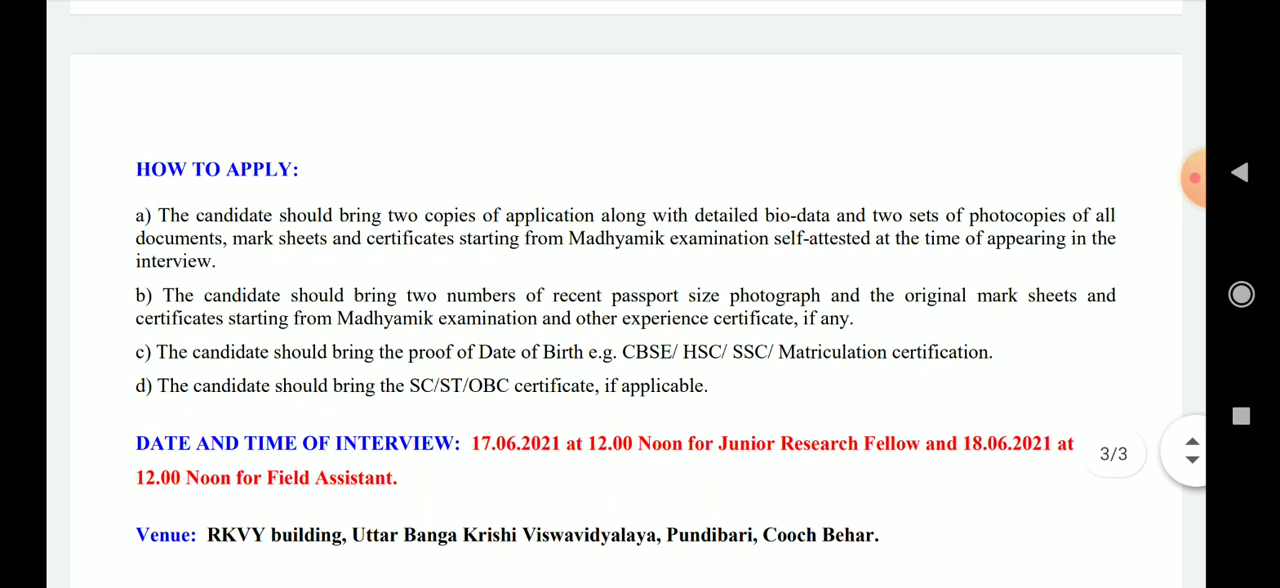 HOW TO APPLY:
a) The candidate should bring two copies of application along with detailed bio-data and two sets of photocopies of all
documents, mark sheets and certificates starting from Madhyamik examination self-attested at the time of appearing in the
interview.
b) The candidate should bring two numbers of recent passport size photograph and the original mark sheets and
certificates starting from Madhyamik examination and other experience certificate, if any.
c) The candidate should bring the proof of Date of Birth e.g. CBSE/ HSC/ SSC/ Matriculation certification.
d) The candidate should bring the SC/ST/OBC certificate, if applicable.
DATE AND TIME OF INTERVIEW: 17.06.2021 at 12.00 Noon for Junior Research Fellow and 18.06.2021 at
3/3
12.00 Noon for Field Assistant.
Venue: RKVY building, Uttar Banga Krishi Viswavidyalaya, Pundibari, Cooch Behar.